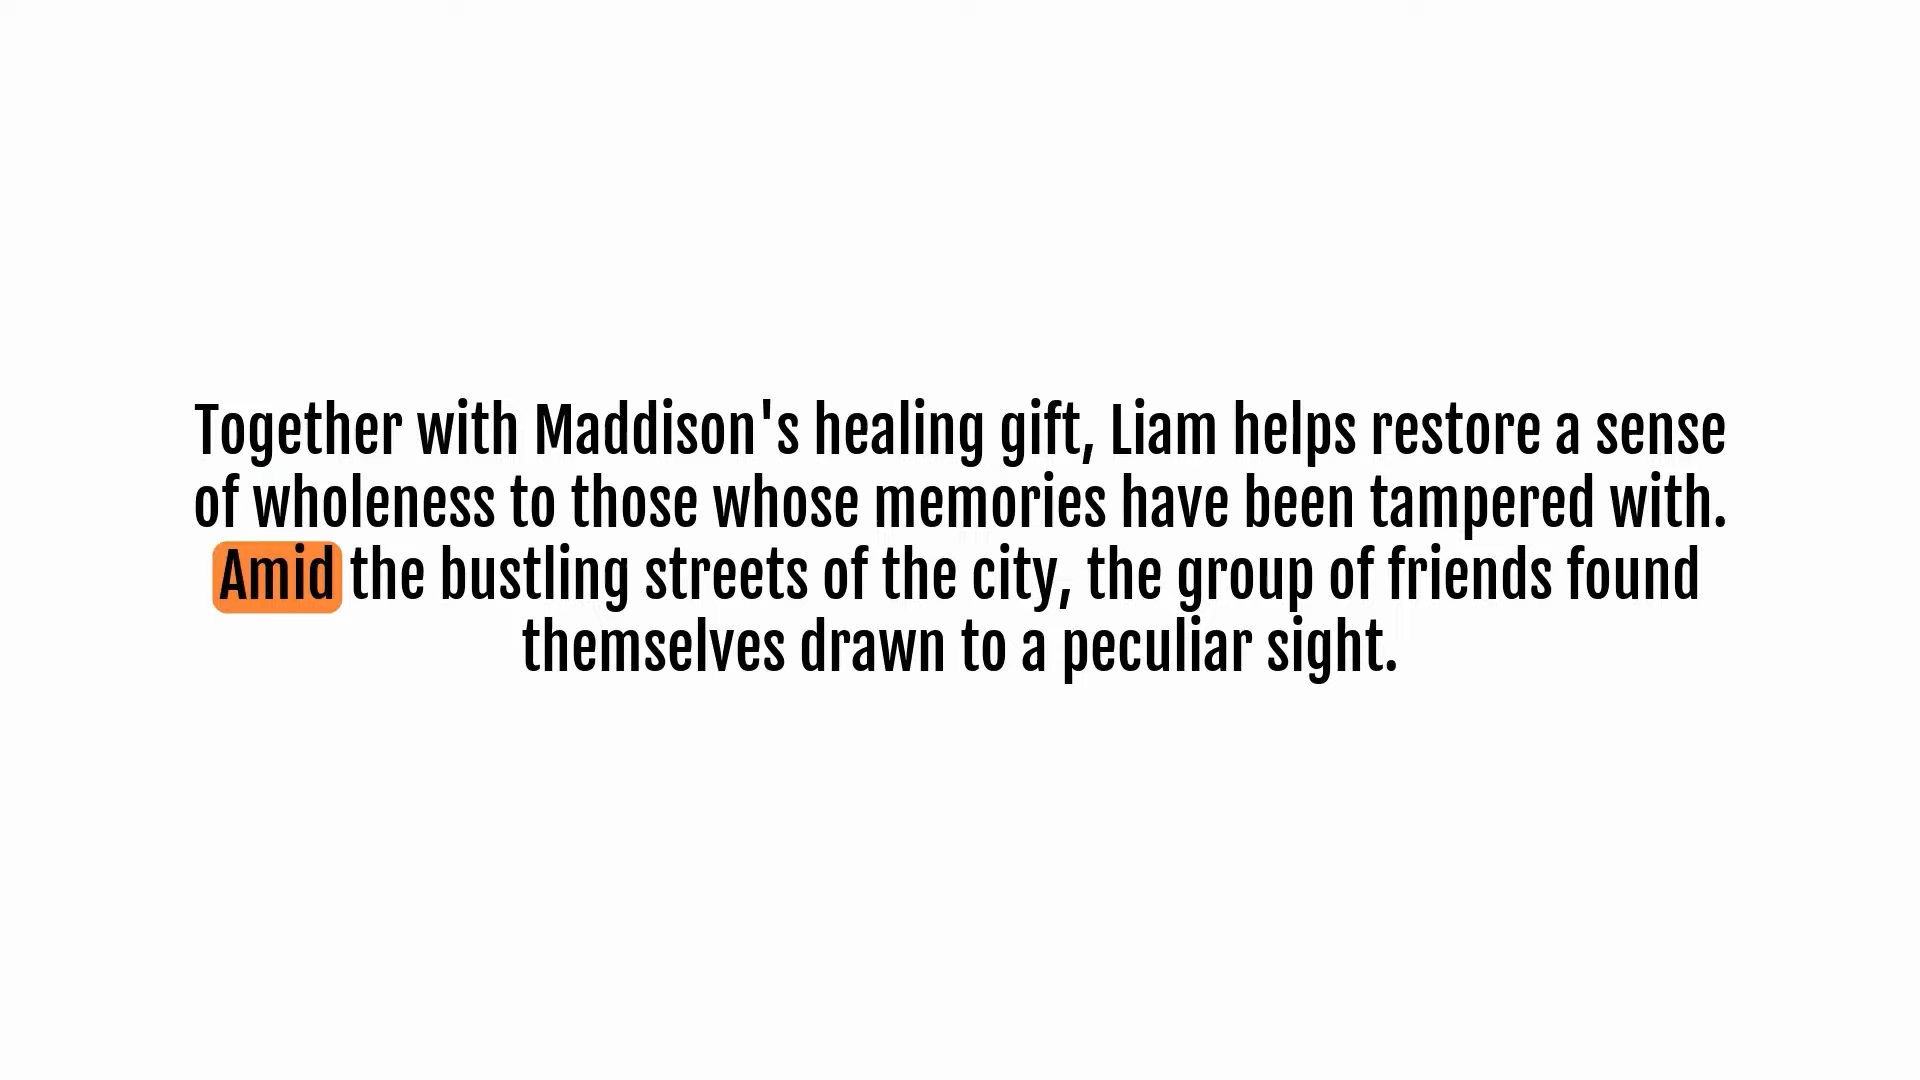 Together with Maddison's healing gift, Liam helps restore a sense
of wholeness to those whose memories have been tampered with.
Amid the bustling streets of the city, the group of friends found
themselves drawn to a peculiar sight.